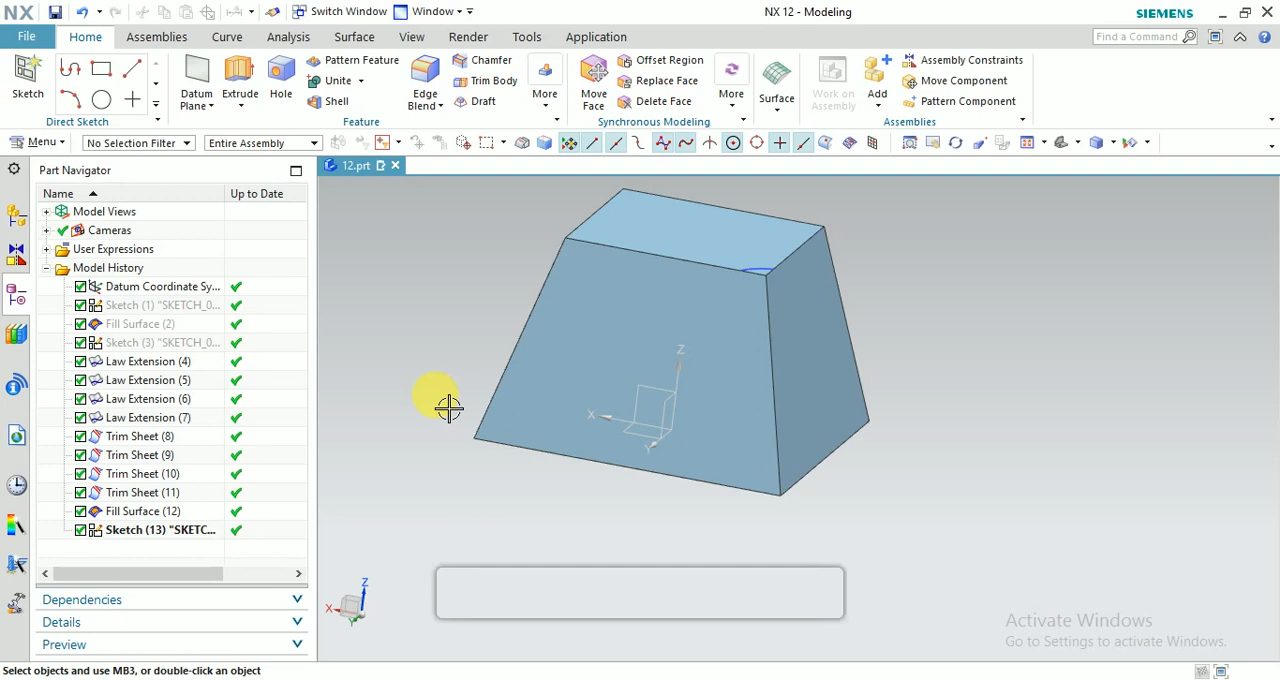 NX Switch Window Window NX 12 - Modeling SIEMENS
File Home Assemblies Curve Analysis Surface View Render Tools Application Find a Command
Sketch Datum Plane Extrude Hole Pattern Feature Unite Shell Edge Blend Chamfer Trim Body Draft More Move Face Offset Region Replace Face Delete Face More Surface Work on Assembly Add Assembly Constraints Move Component Pattern Component
Direct Sketch Feature Synchronous Modeling Assemblies
Menu No Selection Filter Entire Assembly
Part Navigator 12.prt
Name Up to Date
Model Views
Cameras
User Expressions
Model History
Datum Coordinate Sy...
Sketch (1) "SKETCH_0...
Fill Surface (2)
Sketch (3) "SKETCH_0...
Law Extension (4)
Law Extension (5)
Law Extension (6)
Law Extension (7)
Trim Sheet (8)
Trim Sheet (9)
Trim Sheet (10)
Trim Sheet (11)
Fill Surface (12)
Sketch (13) "SKETC...
Z
X
Y
Z
X
Y
Dependencies
Details
Preview
Activate Windows
Go to Settings to activate Windows.
Select objects and use MB3, or double-click an object